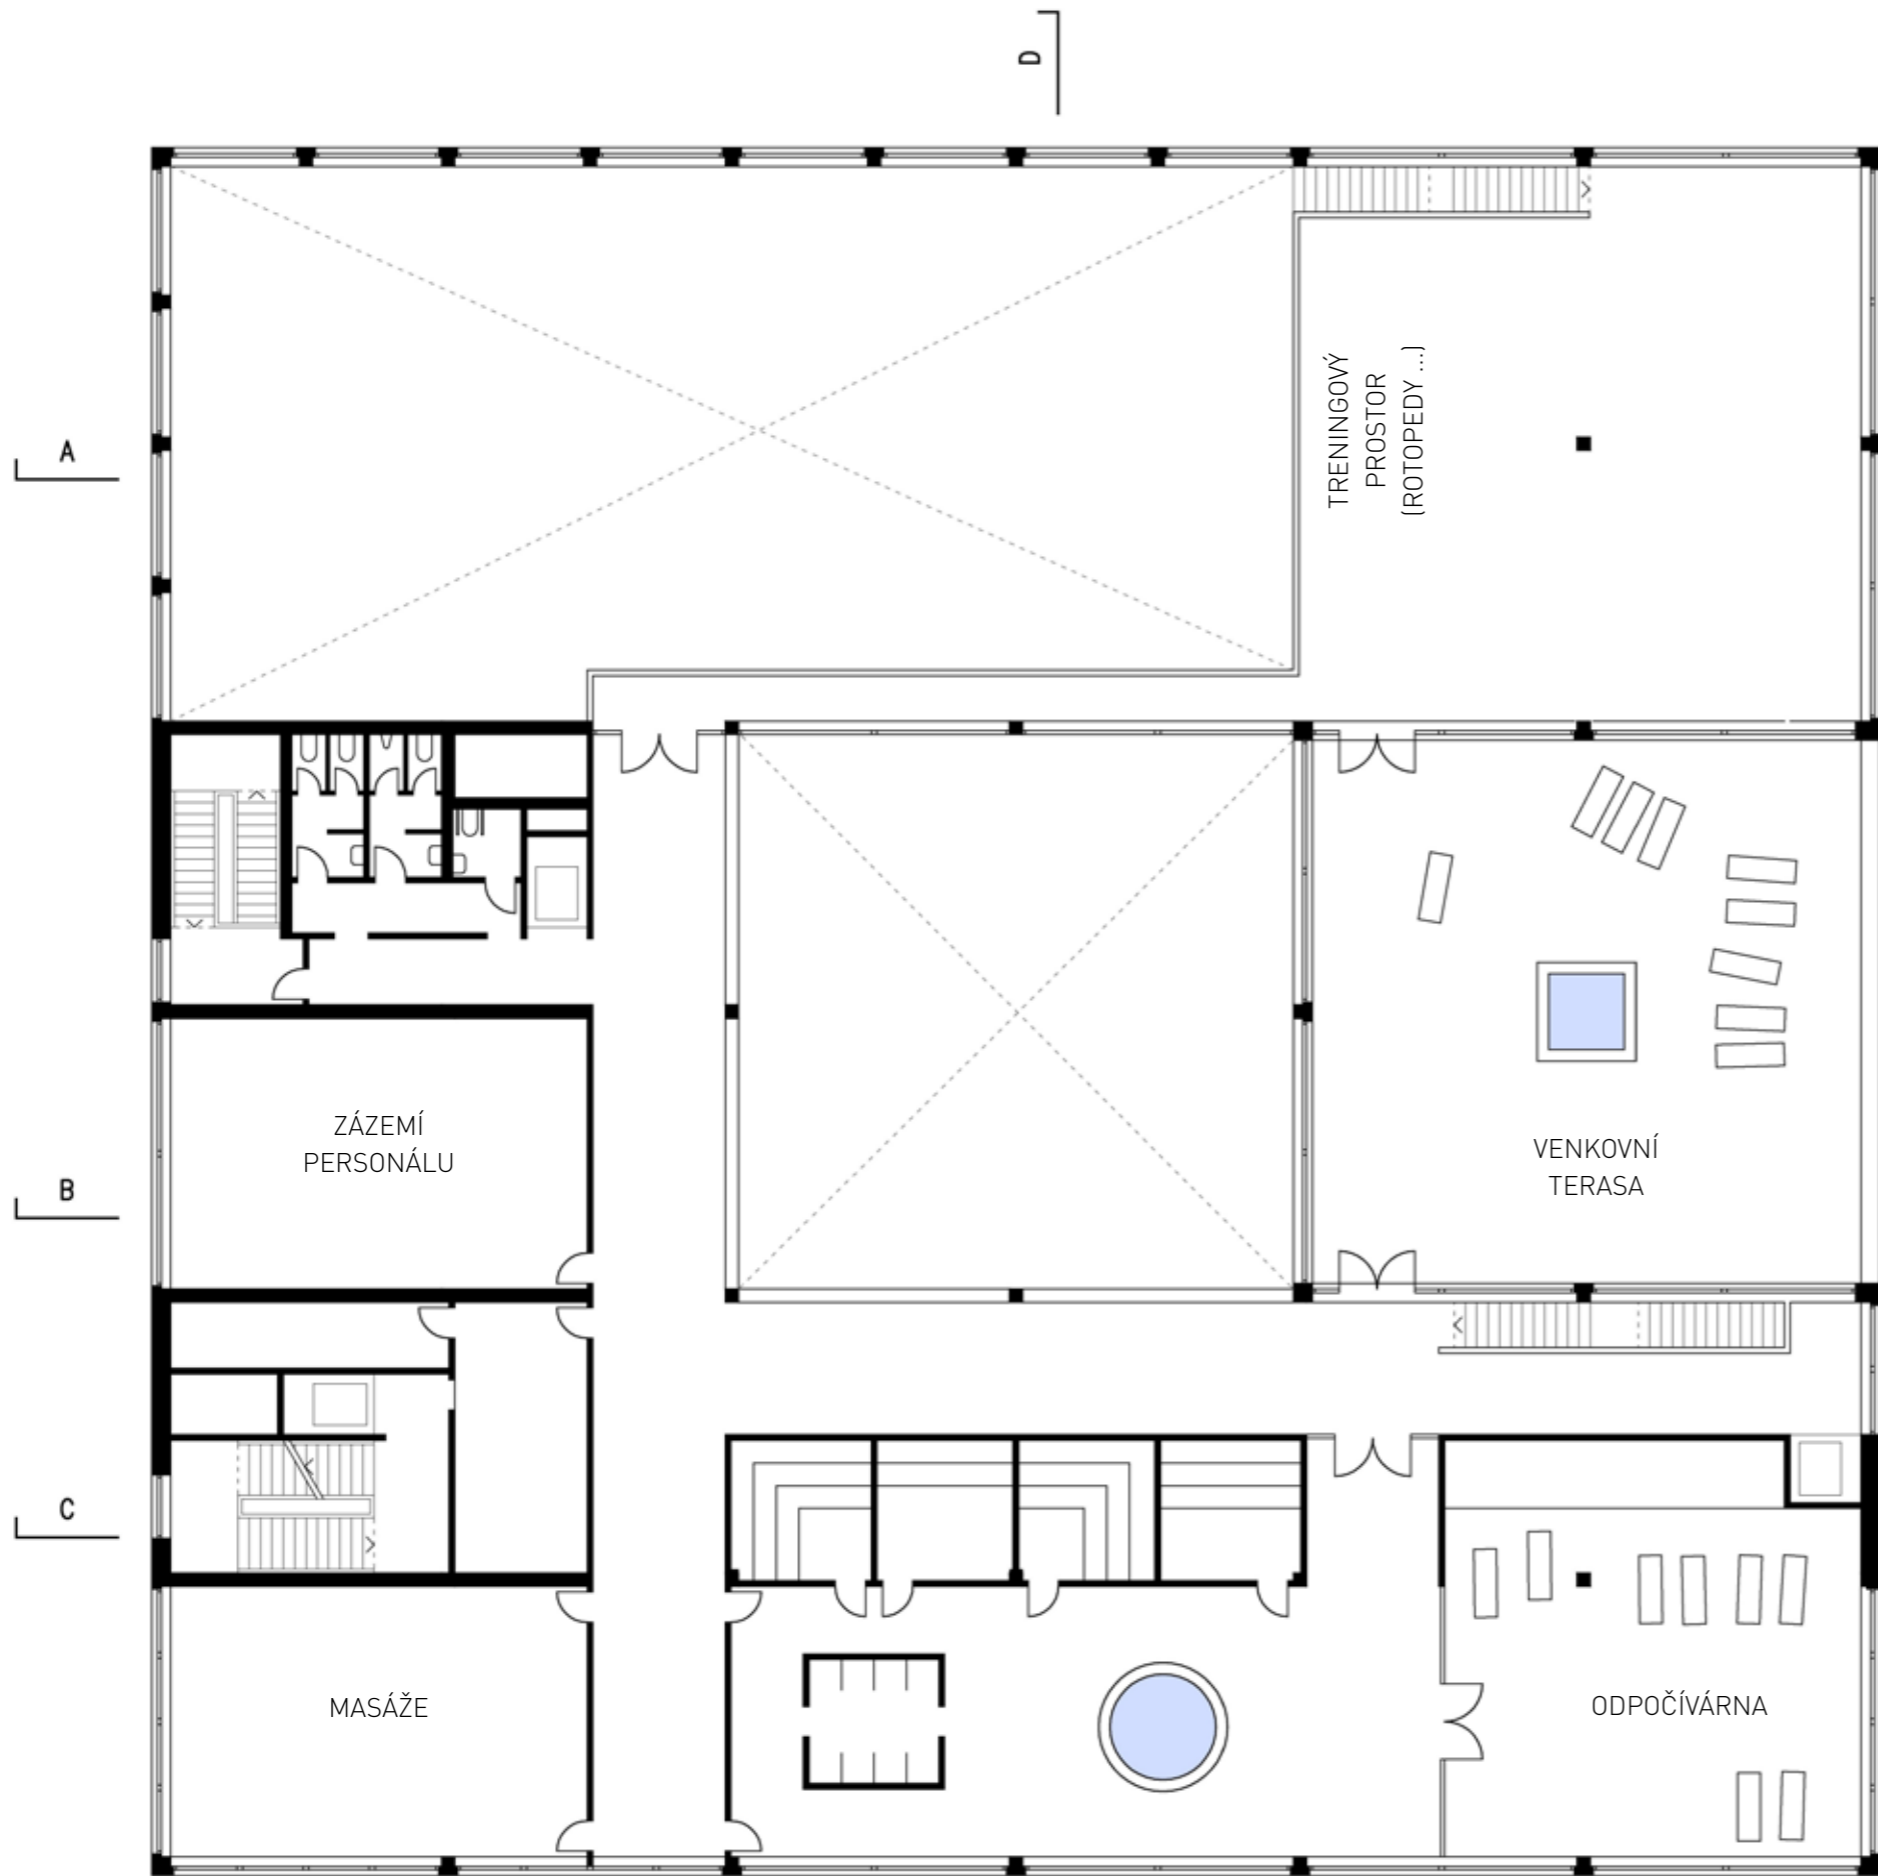 D
A
TRENINGOVÝ
PROSTOR
(ROTOPEDY ...)
ZÁZEMÍ
PERSONÁLU
VENKOVNÍ
TERASA
B
C
MASÁŽE
ODPOČÍVÁRNA